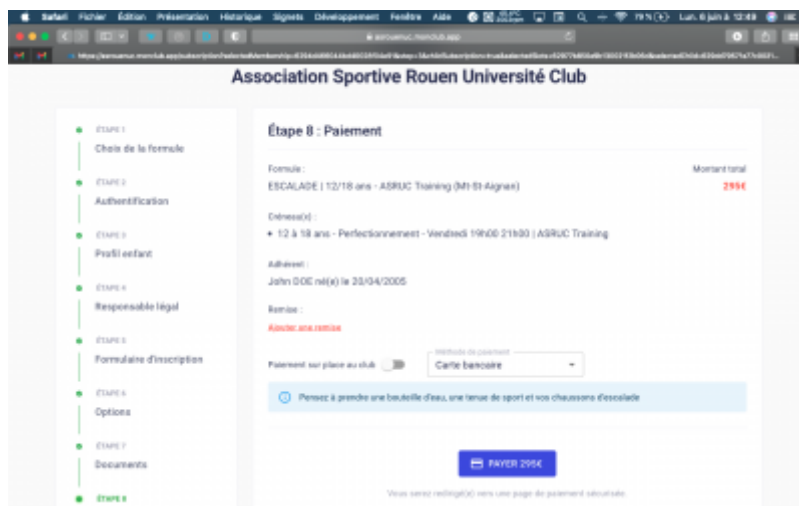 Safari Fichier Édition Présentation Historique Signets Développement Fenêtre Aide Lun. 6 juin à 12:49
asrouenuc.monclub.app
Association Sportive Rouen Université Club
ÉTAPE 1
Choix de la formule
ÉTAPE 2
Authentification
ÉTAPE 3
Profil enfant
ÉTAPE 4
Responsable légal
ÉTAPE 5
Formulaire d'inscription
ÉTAPE 6
Options
ÉTAPE 7
Documents
ÉTAPE 8
Étape 8 : Paiement
Formule :
ESCALADE | 12/18 ans - ASRUC Training (Mt-St-Aignan)
Montant total
295€
Créneau(x) :
• 12 à 18 ans - Perfectionnement - Vendredi 19h00 21h00 | ASRUC Training
Adhérent :
John DOE né(e) le 20/04/2005
Remise :
Ajouter une remise
Paiement sur place au club
Méthode de paiement
Carte bancaire
Pensez à prendre une bouteille d'eau, une tenue de sport et vos chaussons d'escalade
PAYER 295€
Vous serez redirigé(e) vers une page de paiement sécurisée.